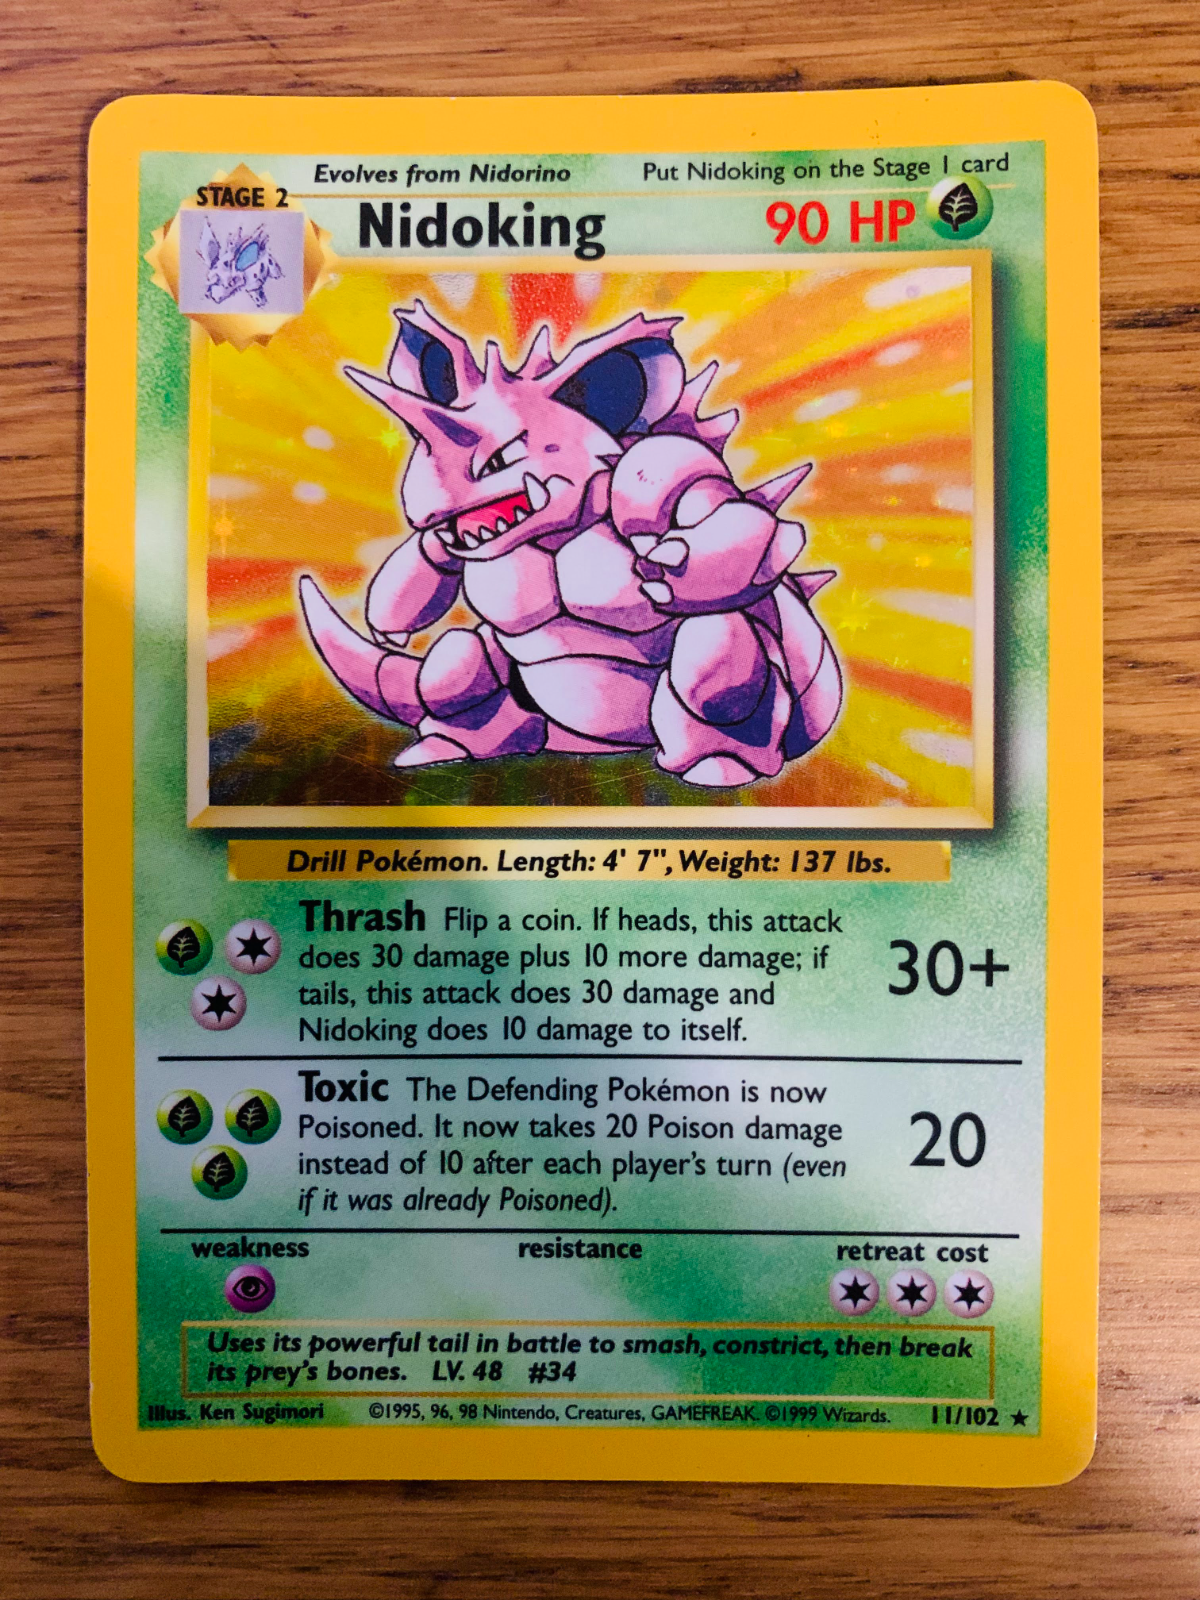 Evolves from Nidorino Put Nidoking on the Stage 1 card
STAGE 2
Nidoking 90 HP
Drill Pokémon. Length: 4' 7", Weight: 137 lbs.
Thrash Flip a coin. If heads, this attack
does 30 damage plus 10 more damage; if
tails, this attack does 30 damage and
Nidoking does 10 damage to itself.
30+
Toxic The Defending Pokémon is now
Poisoned. It now takes 20 Poison damage
instead of 10 after each player's turn (even
if it was already Poisoned).
20
weakness resistance retreat cost
Uses its powerful tail in battle to smash, constrict, then break
its prey's bones. LV. 48 #34
Illus. Ken Sugimori ©1995, 96, 98 Nintendo, Creatures, GAMEFREAK. ©1999 Wizards. 11/102 ★